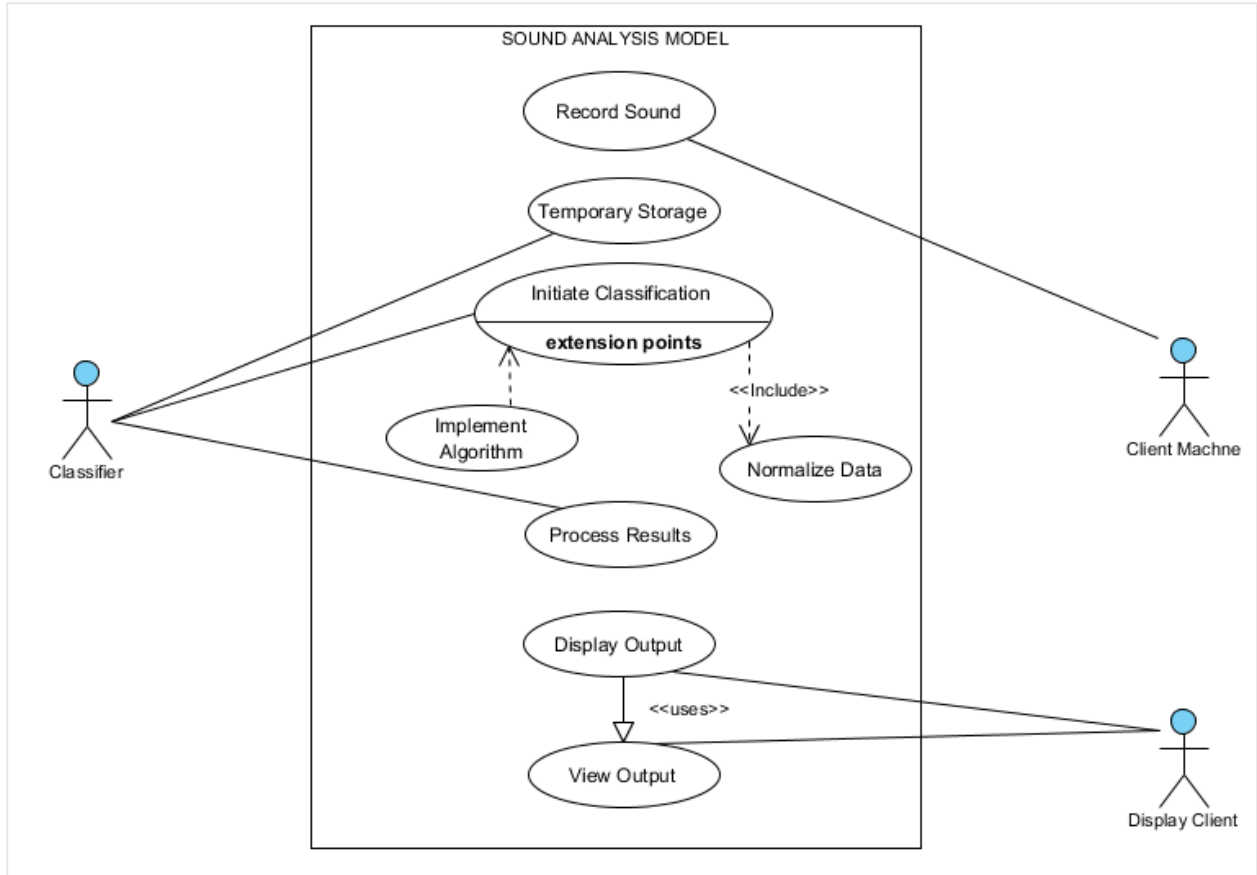 SOUND ANALYSIS MODEL
Record Sound
Temporary Storage
Initiate Classification
extension points
<<Include>>
Implement
Algorithm
Normalize Data
Classifier
Client Machne
Process Results
Display Output
<<uses>>
View Output
Display Client